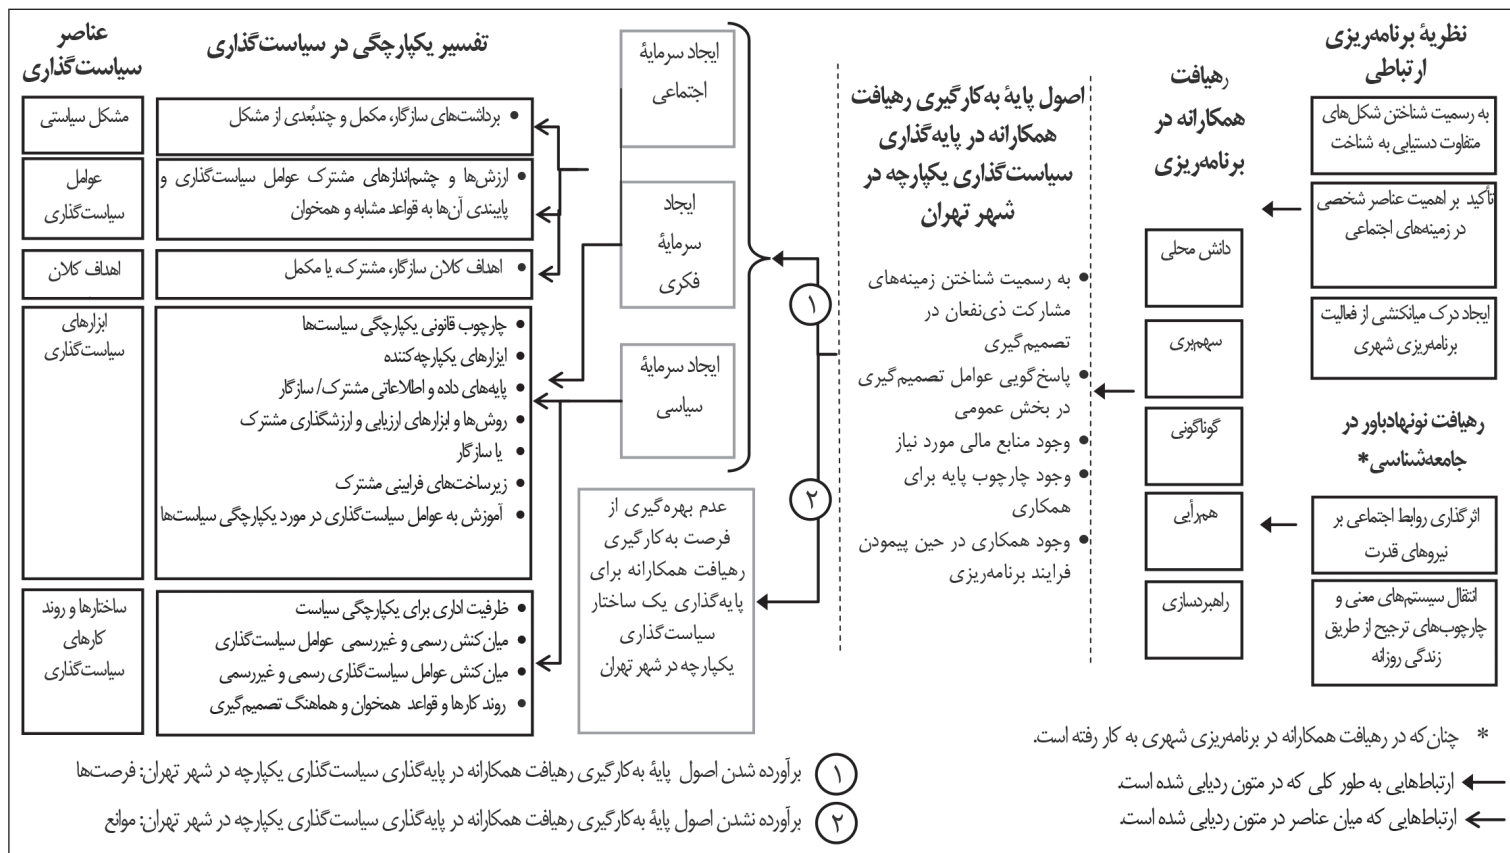 نظریهٔ برنامه‌ریزی
ارتباطی
به رسمیت شناختن شکل‌های
متفاوت دستیابی به شناخت
تأکید بر اهمیت عناصر شخصی
در زمینه‌های اجتماعی
ایجاد درک میانکنشی از فعالیت
برنامه‌ریزی شهری
رهیافت نونهادباور در
جامعه‌شناسی*
اثرگذاری روابط اجتماعی بر
نیروهای قدرت
انتقال سیستم‌های معنی و
چارچوب‌های ترجیح از طریق
زندگی روزانه
رهیافت
همکارانه در
برنامه‌ریزی
دانش محلی
سهم‌بری
گوناگونی
هم‌رأیی
راهبردسازی
اصول پایهٔ به‌کارگیری رهیافت
همکارانه در پایه‌گذاری
سیاست‌گذاری یکپارچه در
شهر تهران
• به رسمیت شناختن زمینه‌های
مشارکت ذی‌نفعان در
تصمیم‌گیری
• پاسخ‌گویی عوامل تصمیم‌گیری
در بخش عمومی
• وجود منابع مالی مورد نیاز
• وجود چارچوب پایه برای
همکاری
• وجود همکاری در حین پیمودن
فرایند برنامه‌ریزی
۱
۲
ایجاد سرمایهٔ
اجتماعی
ایجاد
سرمایهٔ
فکری
ایجاد سرمایهٔ
سیاسی
عدم بهره‌گیری از
فرصت به‌کارگیری
رهیافت همکارانه برای
پایه‌گذاری یک ساختار
سیاست‌گذاری
یکپارچه در شهر تهران
تفسیر یکپارچگی در سیاست‌گذاری
• برداشت‌های سازگار، مکمل و چندبُعدی از مشکل
• ارزش‌ها و چشم‌اندازهای مشترک عوامل سیاست‌گذاری و
پایبندی آن‌ها به قواعد مشابه و همخوان
• اهداف کلان سازگار، مشترک، یا مکمل
• چارچوب قانونی یکپارچگی سیاست‌ها
• ابزارهای یکپارچه‌کننده
• پایه‌های داده و اطلاعاتی مشترک/ سازگار
• روش‌ها و ابزارهای ارزیابی و ارزشگذاری مشترک
• یا سازگار
• زیرساخت‌های فرایینی مشترک
• آموزش به عوامل سیاست‌گذاری در مورد یکپارچگی سیاست‌ها
• ظرفیت اداری برای یکپارچگی سیاست
• میان‌کنش رسمی و غیررسمی عوامل سیاست‌گذاری
• میان‌کنش عوامل سیاست‌گذاری رسمی و غیررسمی
• روند کارها و قواعد همخوان و هماهنگ تصمیم‌گیری
عناصر
سیاست‌گذاری
مشکل سیاستی
عوامل
سیاست‌گذاری
اهداف کلان
ابزارهای
سیاست‌گذاری
ساختارها و روند
کارهای
سیاست‌گذاری
* چنان‌که در رهیافت همکارانه در برنامه‌ریزی شهری به کار رفته است.
ارتباط‌هایی به طور کلی که در متون ردیابی شده است.
ارتباط‌هایی که میان عناصر در متون ردیابی شده است.
۱ برآورده شدن اصول پایهٔ به‌کارگیری رهیافت همکارانه در پایه‌گذاری سیاست‌گذاری یکپارچه در شهر تهران: فرصت‌ها
۲ برآورده نشدن اصول پایهٔ به‌کارگیری رهیافت همکارانه در پایه‌گذاری سیاست‌گذاری یکپارچه در شهر تهران: موانع